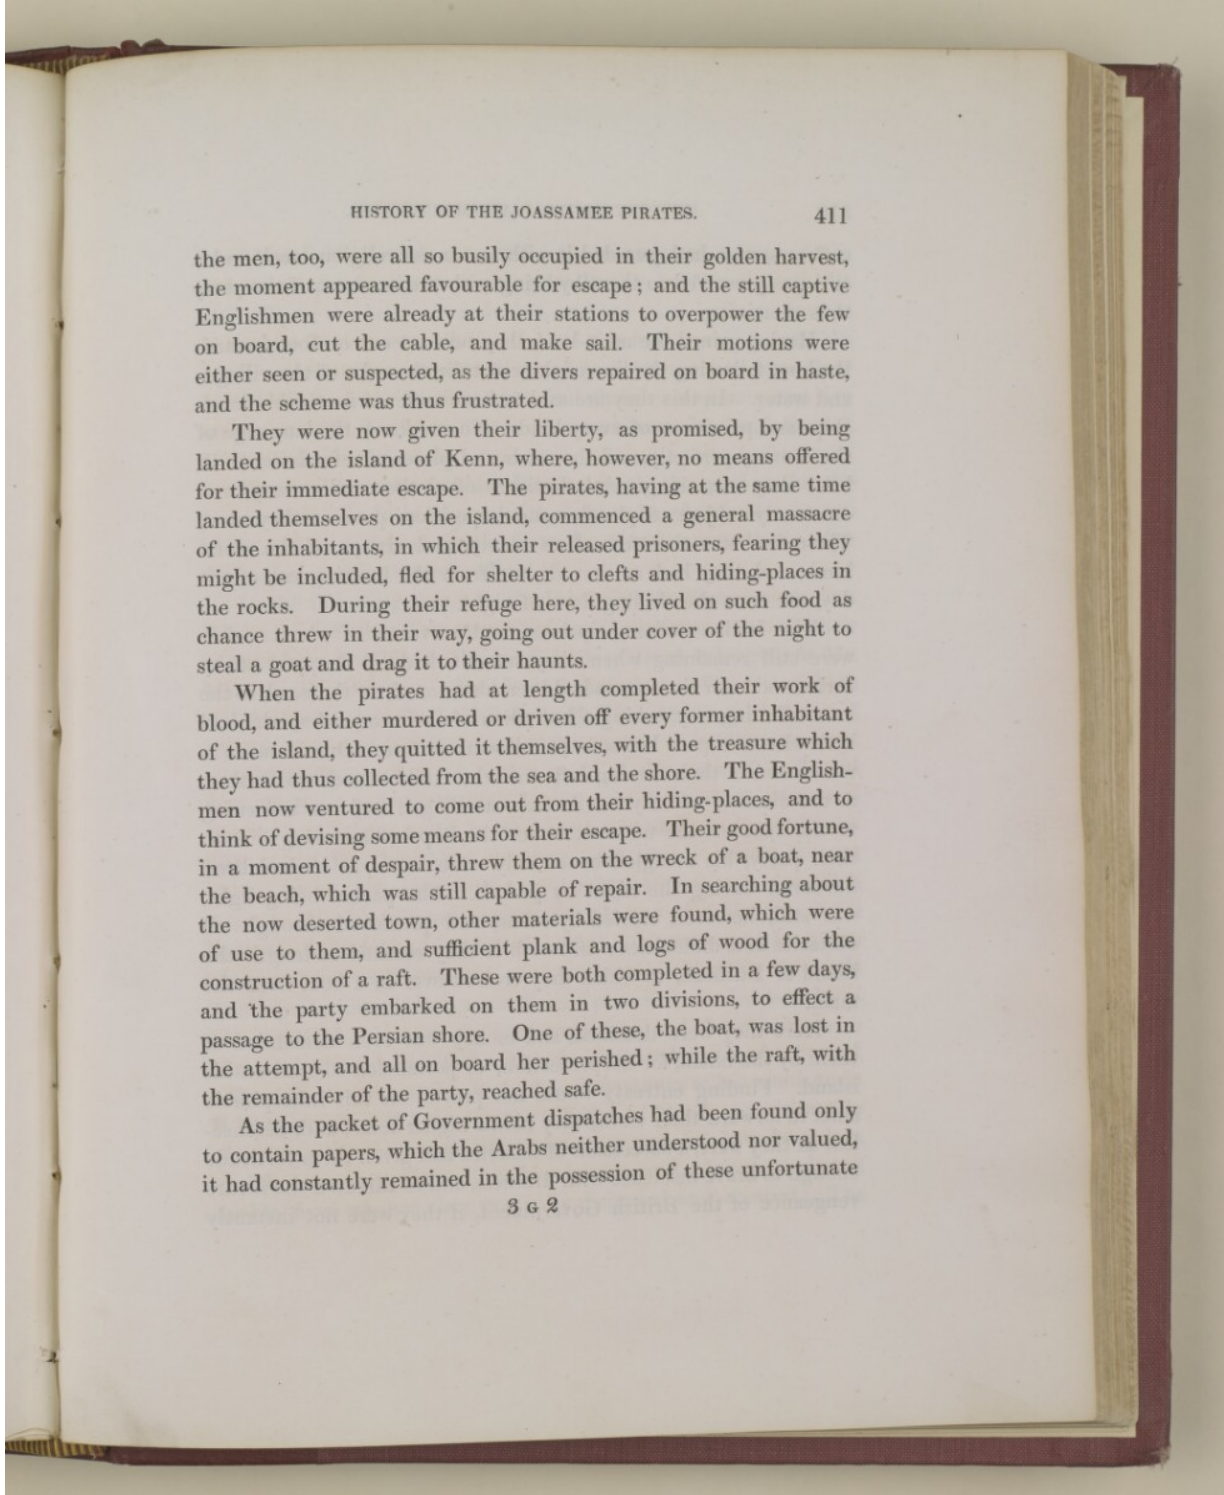 HISTORY OF THE JOASSAMEE PIRATES. 411
the men, too, were all so busily occupied in their golden harvest,
the moment appeared favourable for escape; and the still captive
Englishmen were already at their stations to overpower the few
on board, cut the cable, and make sail. Their motions were
either seen or suspected, as the divers repaired on board in haste,
and the scheme was thus frustrated.
They were now given their liberty, as promised, by being
landed on the island of Kenn, where, however, no means offered
for their immediate escape. The pirates, having at the same time
landed themselves on the island, commenced a general massacre
of the inhabitants, in which their released prisoners, fearing they
might be included, fled for shelter to clefts and hiding-places in
the rocks. During their refuge here, they lived on such food as
chance threw in their way, going out under cover of the night to
steal a goat and drag it to their haunts.
When the pirates had at length completed their work of
blood, and either murdered or driven off every former inhabitant
of the island, they quitted it themselves, with the treasure which
they had thus collected from the sea and the shore. The English-
men now ventured to come out from their hiding-places, and to
think of devising some means for their escape. Their good fortune,
in a moment of despair, threw them on the wreck of a boat, near
the beach, which was still capable of repair. In searching about
the now deserted town, other materials were found, which were
of use to them, and sufficient plank and logs of wood for the
construction of a raft. These were both completed in a few days,
and the party embarked on them in two divisions, to effect a
passage to the Persian shore. One of these, the boat, was lost in
the attempt, and all on board her perished; while the raft, with
the remainder of the party, reached safe.
As the packet of Government dispatches had been found only
to contain papers, which the Arabs neither understood nor valued,
it had constantly remained in the possession of these unfortunate
3 G 2